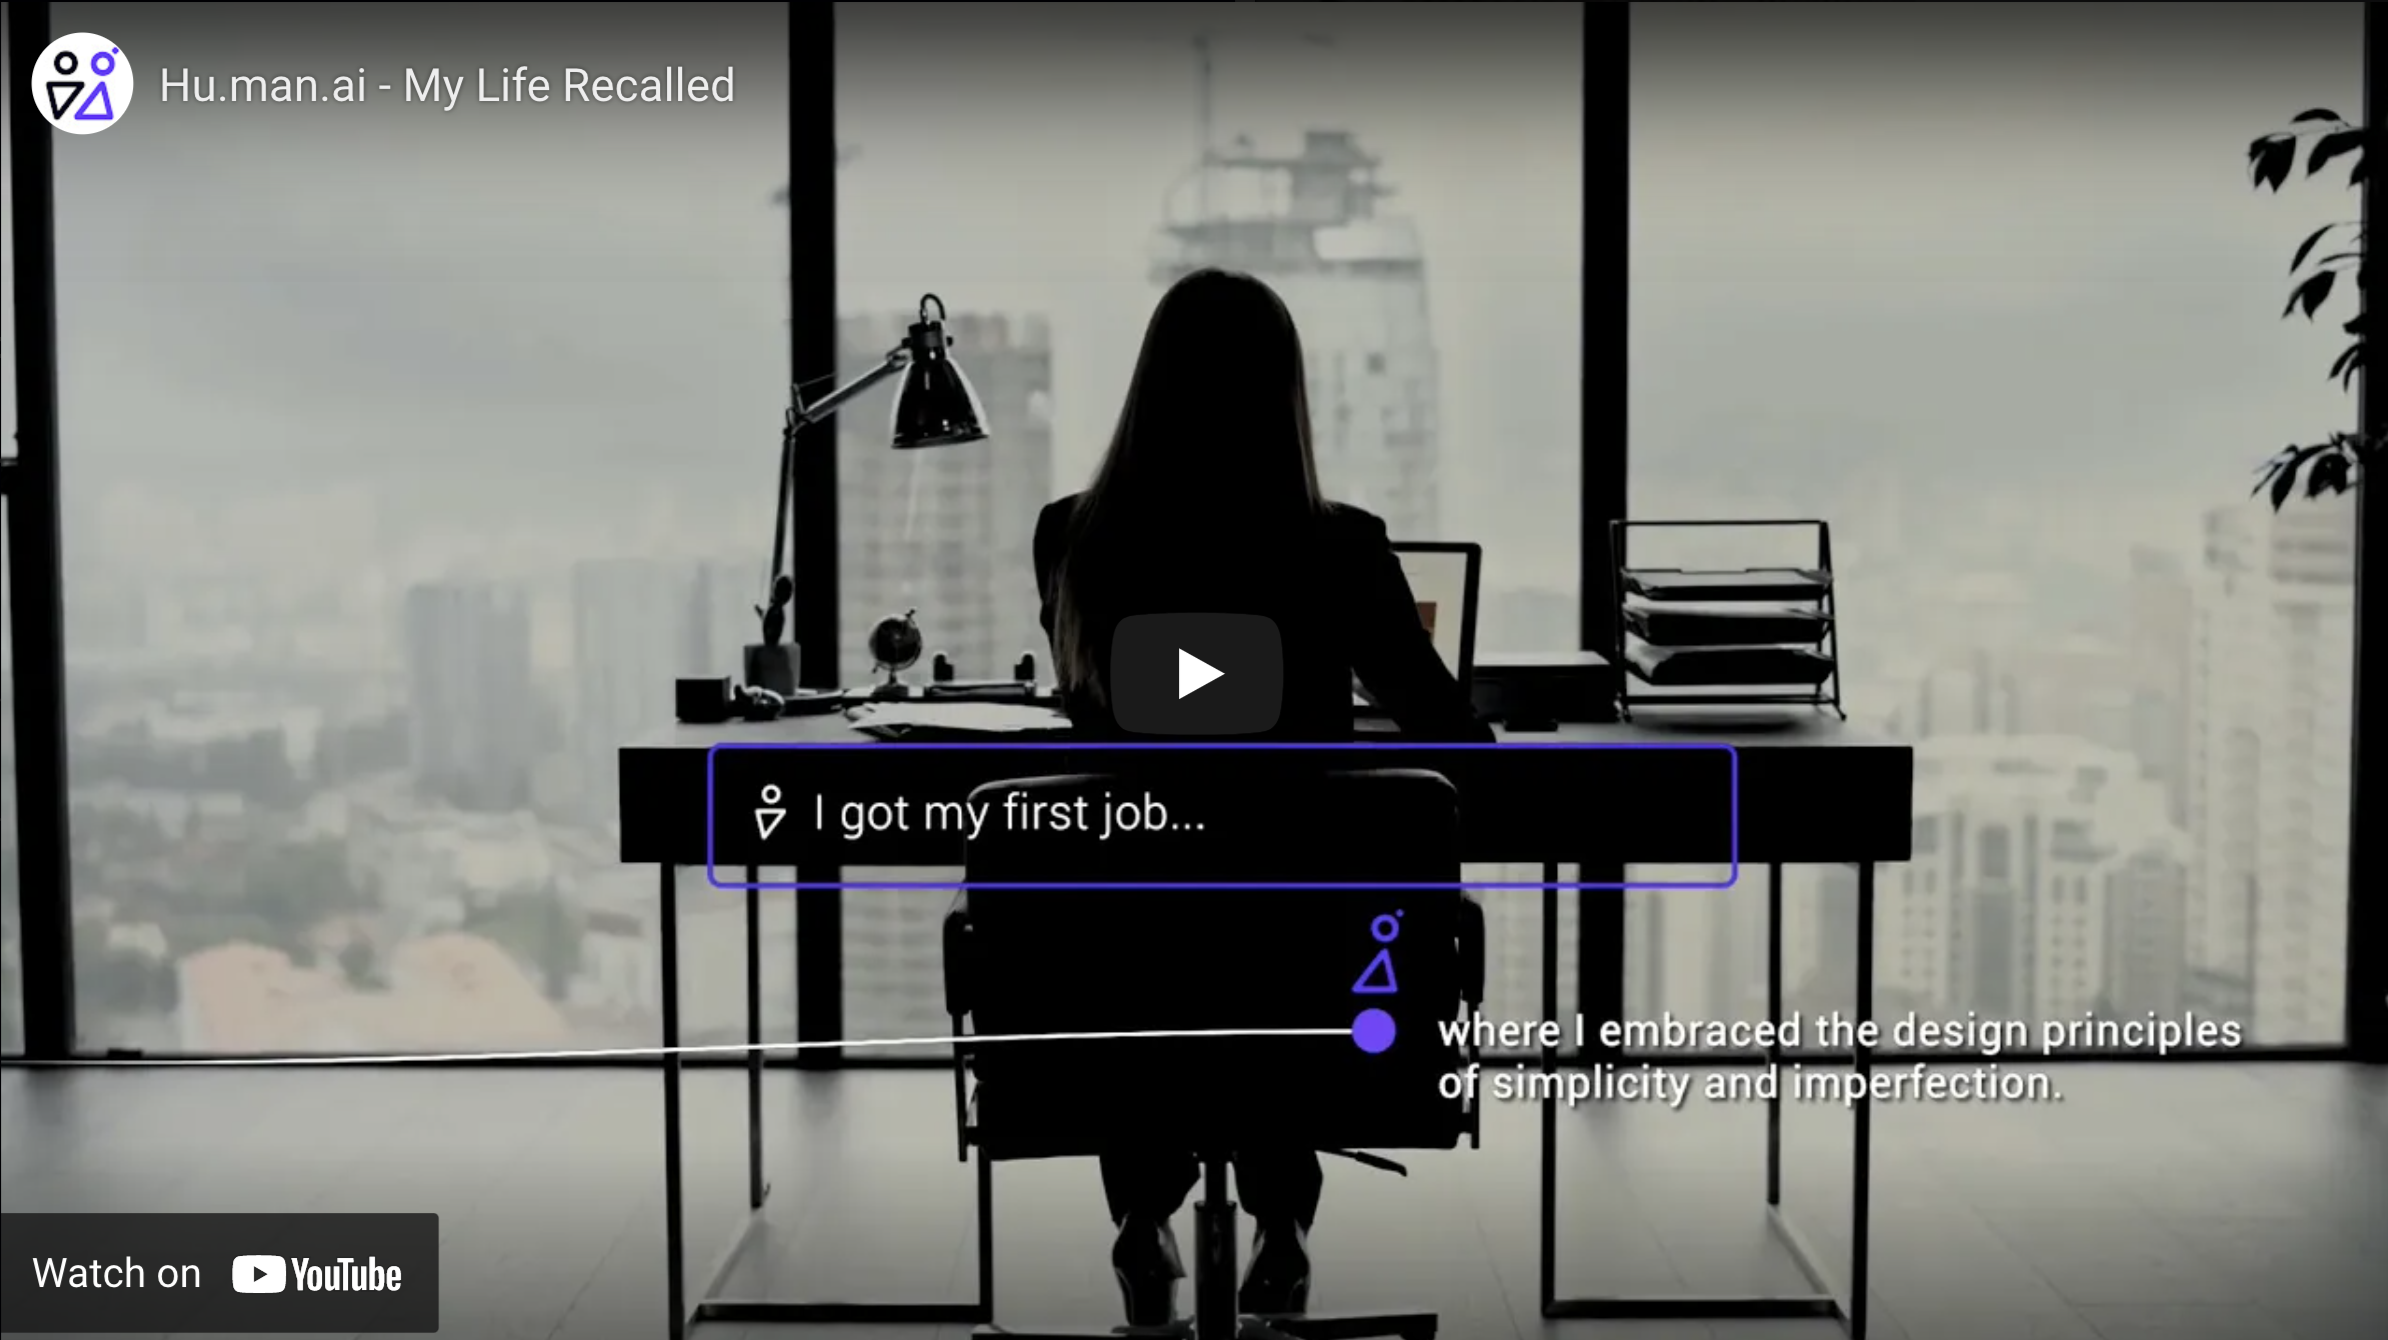 Hu.man.ai - My Life Recalled
I got my first job...
where I embraced the design principles
of simplicity and imperfection.
Watch on YouTube